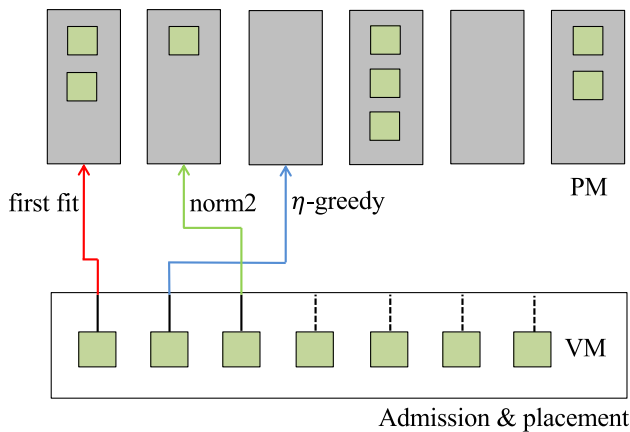 PM
first fit
norm2
η-greedy
VM
Admission & placement